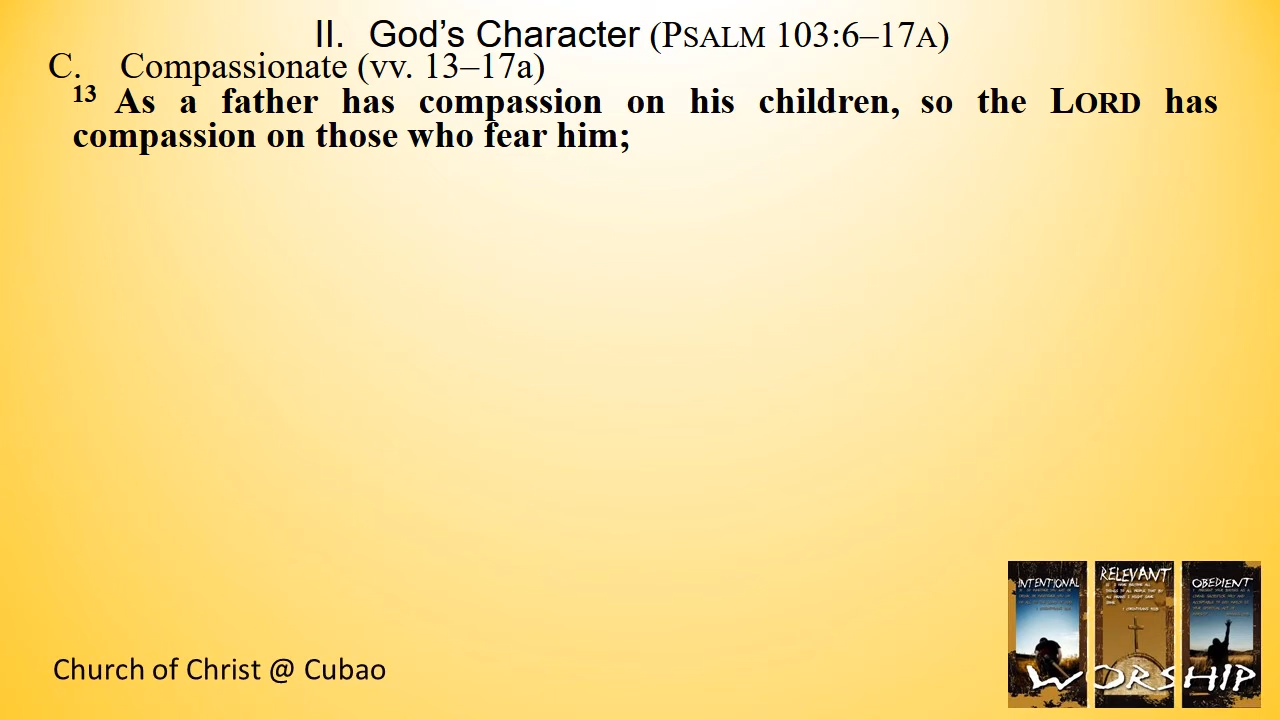 II. God’s Character (PSALM 103:6–17A)
C. Compassionate (vv. 13–17a)
13 As a father has compassion on his children, so the LORD has
compassion on those who fear him;
INTENTIONAL
RELEVANT
OBEDIENT
WORSHIP
Church of Christ @ Cubao